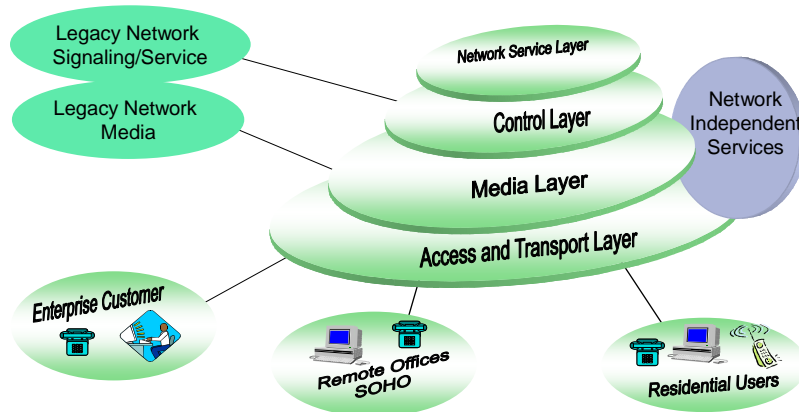 Legacy Network
Signaling/Service
Legacy Network
Media
Network Service Layer
Control Layer
Media Layer
Access and Transport Layer
Network
Independent
Services
Enterprise Customer
Remote Offices
SOHO
Residential Users